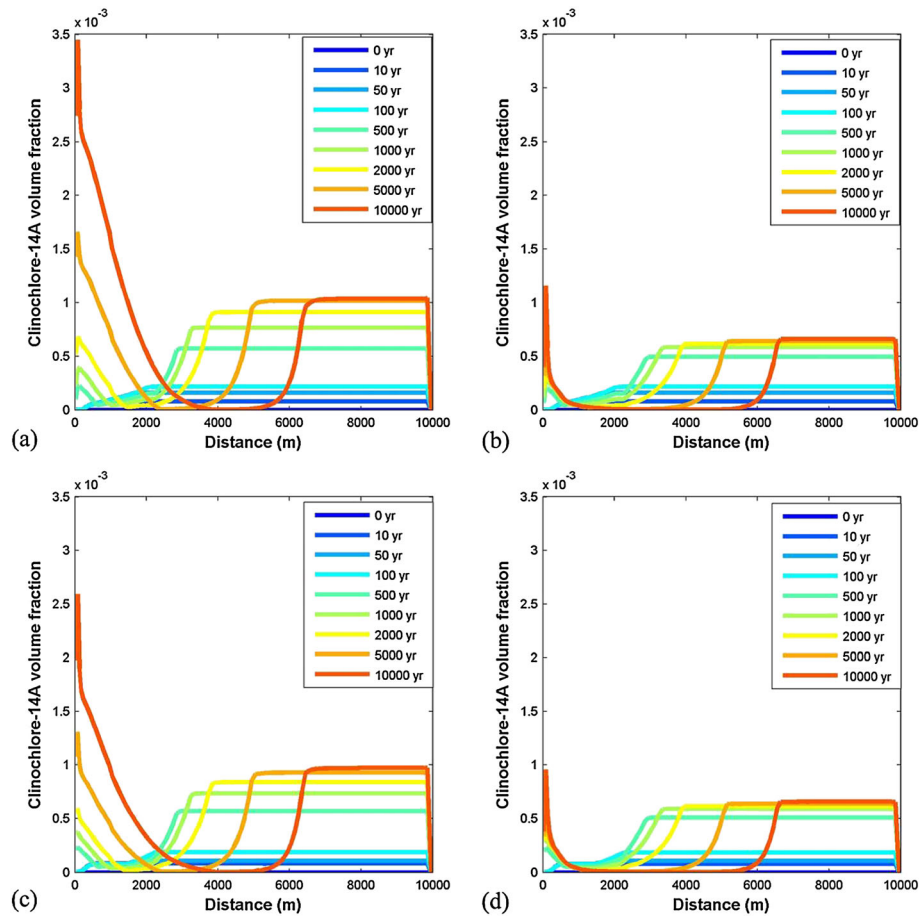 x 10⁻³
3.5
3
2.5
2
1.5
1
0.5
0
Clinochlore-14A volume fraction
0 yr
10 yr
50 yr
100 yr
500 yr
1000 yr
2000 yr
5000 yr
10000 yr
0 2000 4000 6000 8000 10000
Distance (m)
(a)
x 10⁻³
3.5
3
2.5
2
1.5
1
0.5
0
Clinochlore-14A volume fraction
0 yr
10 yr
50 yr
100 yr
500 yr
1000 yr
2000 yr
5000 yr
10000 yr
0 2000 4000 6000 8000 10000
Distance (m)
(b)
x 10⁻³
3.5
3
2.5
2
1.5
1
0.5
0
Clinochlore-14A volume fraction
0 yr
10 yr
50 yr
100 yr
500 yr
1000 yr
2000 yr
5000 yr
10000 yr
0 2000 4000 6000 8000 10000
Distance (m)
(c)
x 10⁻³
3.5
3
2.5
2
1.5
1
0.5
0
Clinochlore-14A volume fraction
0 yr
10 yr
50 yr
100 yr
500 yr
1000 yr
2000 yr
5000 yr
10000 yr
0 2000 4000 6000 8000 10000
Distance (m)
(d)